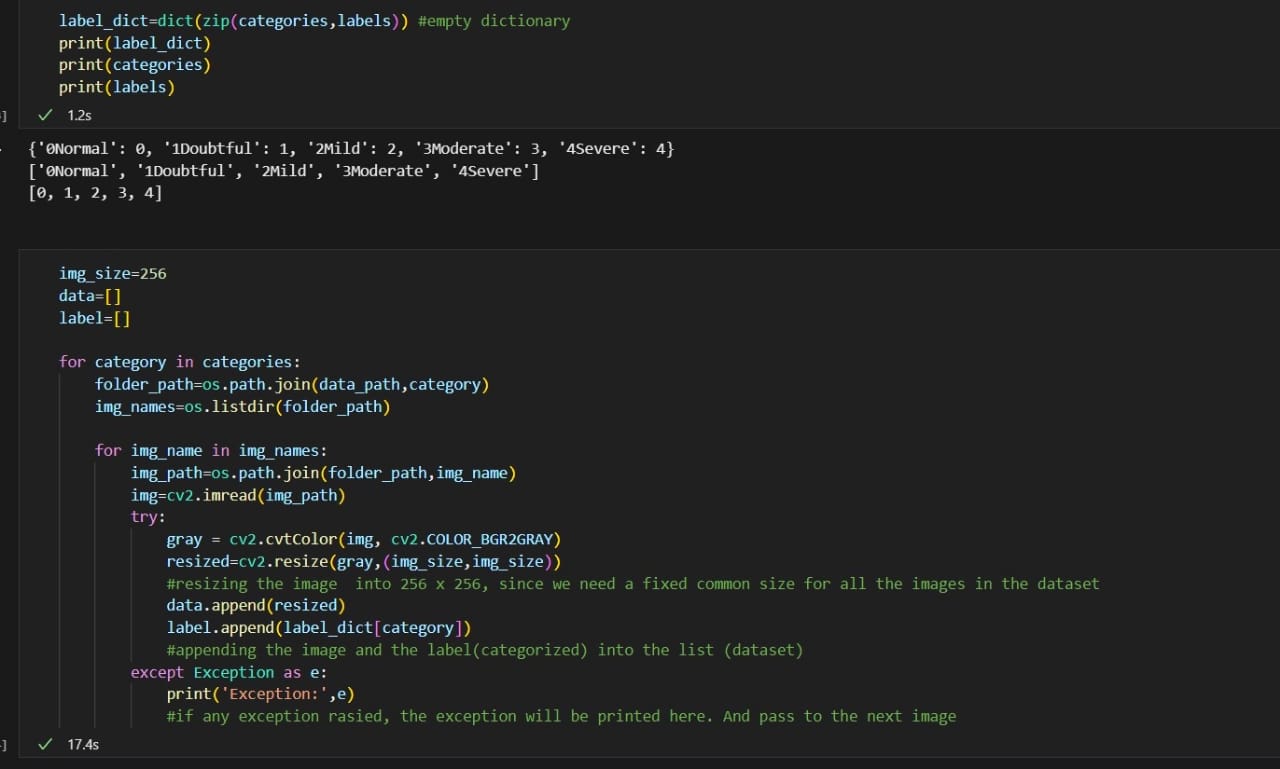 label_dict=dict(zip(categories,labels)) #empty dictionary
print(label_dict)
print(categories)
print(labels)
] ✓ 1.2s
{'0Normal': 0, '1Doubtful': 1, '2Mild': 2, '3Moderate': 3, '4Severe': 4}
['0Normal', '1Doubtful', '2Mild', '3Moderate', '4Severe']
[0, 1, 2, 3, 4]
img_size=256
data=[]
label=[]
for category in categories:
    folder_path=os.path.join(data_path,category)
    img_names=os.listdir(folder_path)
    for img_name in img_names:
        img_path=os.path.join(folder_path,img_name)
        img=cv2.imread(img_path)
        try:
            gray = cv2.cvtColor(img, cv2.COLOR_BGR2GRAY)
            resized=cv2.resize(gray,(img_size,img_size))
            #resizing the image  into 256 x 256, since we need a fixed common size for all the images in the dataset
            data.append(resized)
            label.append(label_dict[category])
            #appending the image and the label(categorized) into the list (dataset)
        except Exception as e:
            print('Exception:',e)
            #if any exception rasied, the exception will be printed here. And pass to the next image
] ✓ 17.4s